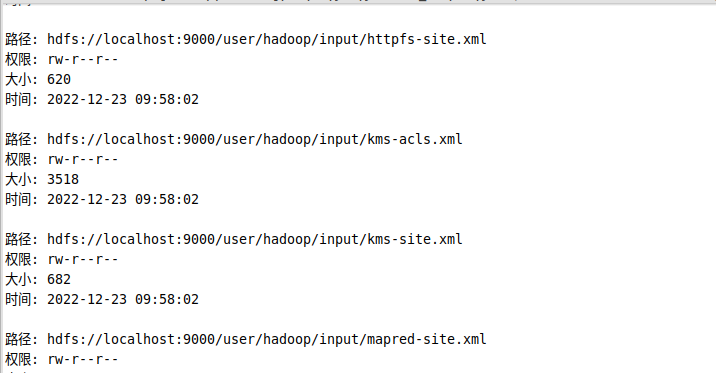 路径: hdfs://localhost:9000/user/hadoop/input/httpfs-site.xml
权限: rw-r--r--
大小: 620
时间: 2022-12-23 09:58:02
路径: hdfs://localhost:9000/user/hadoop/input/kms-acls.xml
权限: rw-r--r--
大小: 3518
时间: 2022-12-23 09:58:02
路径: hdfs://localhost:9000/user/hadoop/input/kms-site.xml
权限: rw-r--r--
大小: 682
时间: 2022-12-23 09:58:02
路径: hdfs://localhost:9000/user/hadoop/input/mapred-site.xml
权限: rw-r--r--